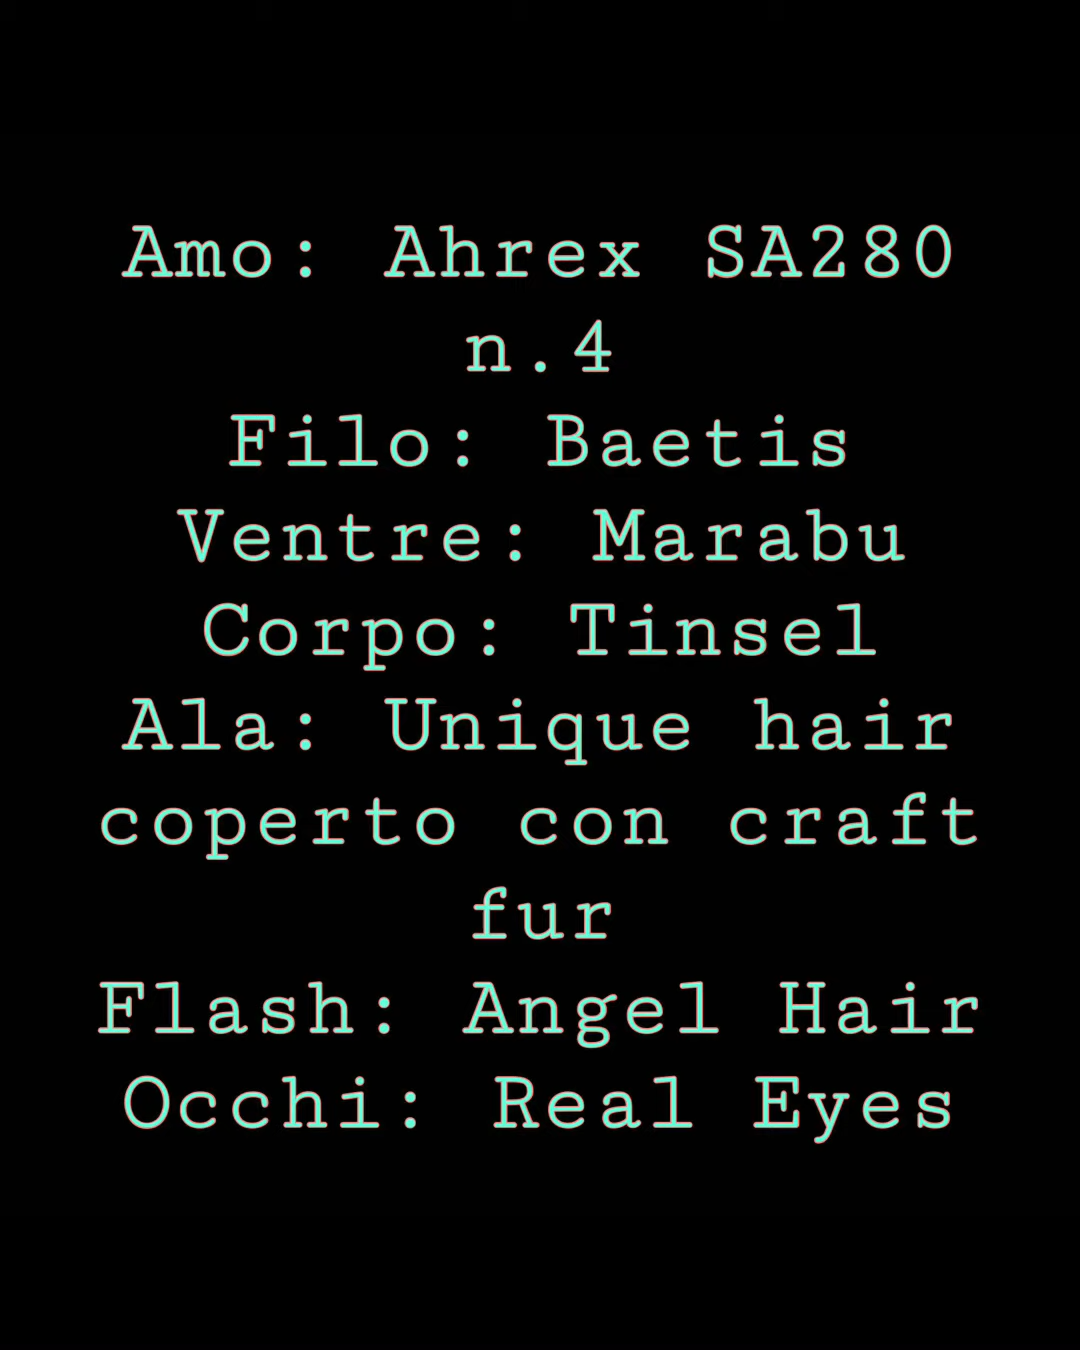 Amo: Ahrex SA280
n.4
Filo: Baetis
Ventre: Marabu
Corpo: Tinsel
Ala: Unique hair
coperto con craft
fur
Flash: Angel Hair
Occhi: Real Eyes